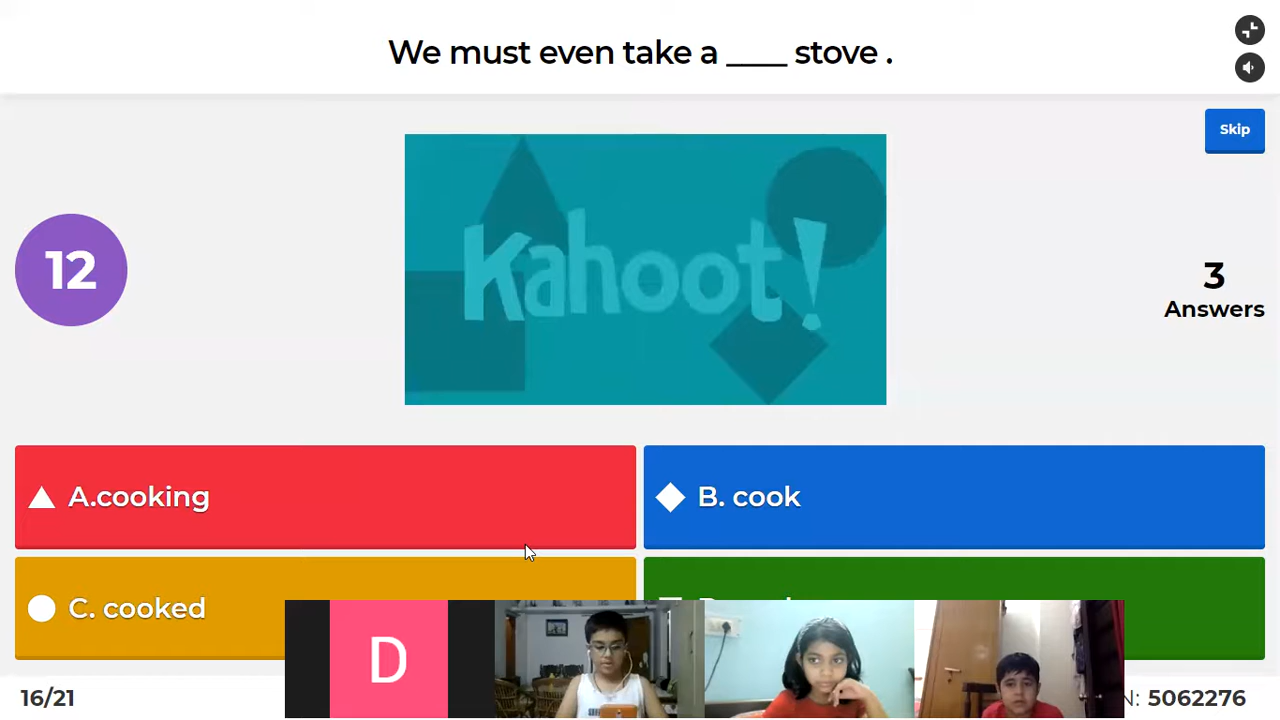 We must even take a ____ stove .
Skip
12
Kahoot!
3
Answers
A.cooking
B. cook
C. cooked
D
16/21
5062276